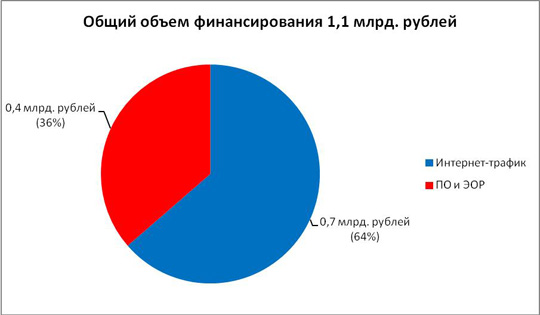 Общий объем финансирования 1,1 млрд. рублей
0,4 млрд. рублей
(36%)
Интернет-трафик
ПО и ЭОР
0,7 млрд. рублей
(64%)